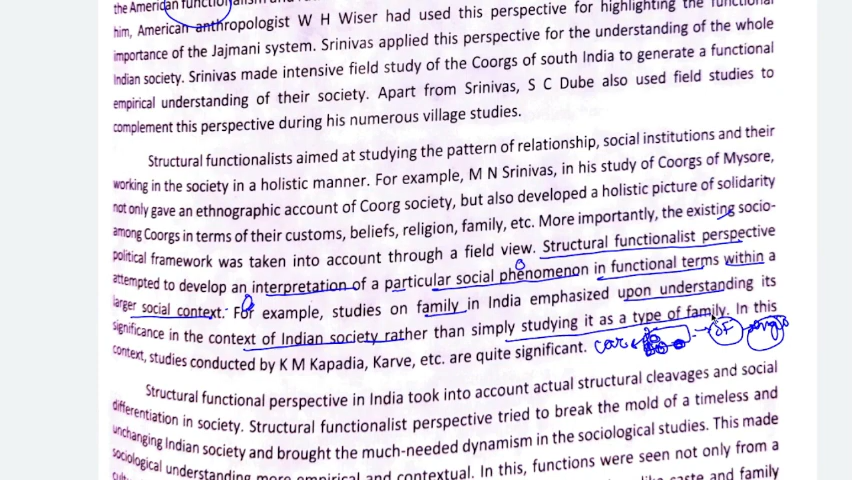 the American functionalism and
him, American anthropologist W H Wiser had used this perspective for highlighting the functional
importance of the Jajmani system. Srinivas applied this perspective for the understanding of the whole
Indian society. Srinivas made intensive field study of the Coorgs of south India to generate a functional
empirical understanding of their society. Apart from Srinivas, S C Dube also used field studies to
complement this perspective during his numerous village studies.
Structural functionalists aimed at studying the pattern of relationship, social institutions and their
working in the society in a holistic manner. For example, M N Srinivas, in his study of Coorgs of Mysore,
not only gave an ethnographic account of Coorg society, but also developed a holistic picture of solidarity
among Coorgs in terms of their customs, beliefs, religion, family, etc. More importantly, the existing socio-
political framework was taken into account through a field view. Structural functionalist perspective
attempted to develop an interpretation of a particular social phenomenon in functional terms within a
larger social context. For example, studies on family in India emphasized upon understanding its
significance in the context of Indian society rather than simply studying it as a type of family. In this
context, studies conducted by K M Kapadia, Karve, etc. are quite significant. car SF
Structural functional perspective in India took into account actual structural cleavages and social
differentiation in society. Structural functionalist perspective tried to break the mold of a timeless and
unchanging Indian society and brought the much-needed dynamism in the sociological studies. This made
sociological understanding more empirical and contextual. In this, functions were seen not only from a
caste and family